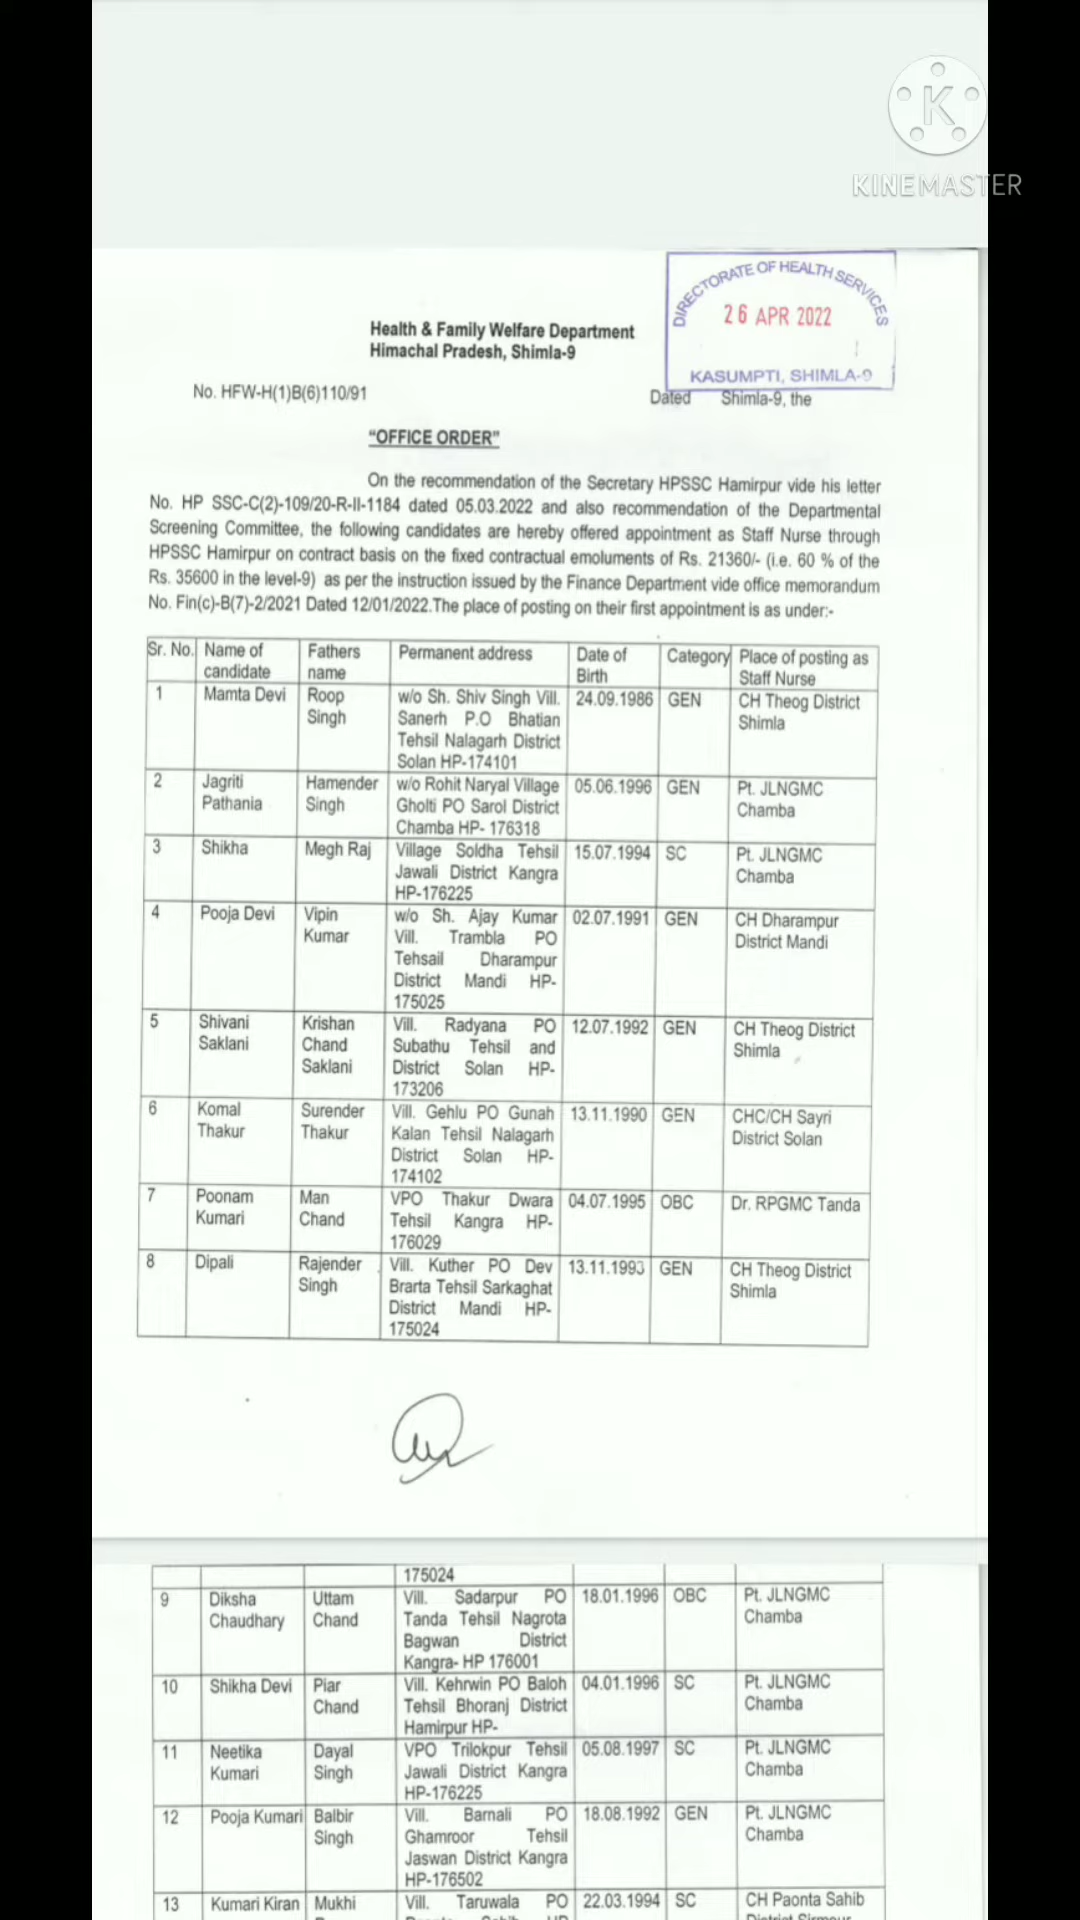 K
KINEMASTER
DIRECTORATE OF HEALTH SERVICES
26 APR 2022
KASUMPTI, SHIMLA-9
Health & Family Welfare Department
Himachal Pradesh, Shimla-9
No. HFW-H(1)B(6)110/91
Dated Shimla-9, the
“OFFICE ORDER”
On the recommendation of the Secretary HPSSC Hamirpur vide his letter
No. HP SSC-C(2)-109/20-R-II-1184 dated 05.03.2022 and also recommendation of the Departmental
Screening Committee, the following candidates are hereby offered appointment as Staff Nurse through
HPSSC Hamirpur on contract basis on the fixed contractual emoluments of Rs. 21360/- (i.e. 60 % of the
Rs. 35600 in the level-9) as per the instruction issued by the Finance Department vide office memorandum
No. Fin(c)-B(7)-2/2021 Dated 12/01/2022.The place of posting on their first appointment is as under:-
Sr. No. Name of Fathers Permanent address Date of Category Place of posting as
candidate name Birth Staff Nurse
1 Mamta Devi Roop w/o Sh. Shiv Singh Vill. 24.09.1986 GEN CH Theog District
Singh Sanerh P.O Bhatian Shimla
Tehsil Nalagarh District
Solan HP-174101
2 Jagriti Hamender w/o Rohit Naryal Village 05.06.1996 GEN Pt. JLNGMC
Pathania Singh Gholti PO Sarol District Chamba
Chamba HP- 176318
3 Shikha Megh Raj Village Soldha Tehsil 15.07.1994 SC Pt. JLNGMC
Jawali District Kangra Chamba
HP-176225
4 Pooja Devi Vipin w/o Sh. Ajay Kumar 02.07.1991 GEN CH Dharampur
Kumar Vill. Trambla PO District Mandi
Tehsail Dharampur
District Mandi HP-
175025
5 Shivani Krishan Vill. Radyana PO 12.07.1992 GEN CH Theog District
Saklani Chand Subathu Tehsil and Shimla
Saklani District Solan HP-
173206
6 Komal Surender Vill. Gehlu PO Gunah 13.11.1990 GEN CHC/CH Sayri
Thakur Thakur Kalan Tehsil Nalagarh District Solan
District Solan HP-
174102
7 Poonam Man VPO Thakur Dwara 04.07.1995 OBC Dr. RPGMC Tanda
Kumari Chand Tehsil Kangra HP-
176029
8 Dipali Rajender Vill. Kuther PO Dev 13.11.1993 GEN CH Theog District
Singh Brarta Tehsil Sarkaghat Shimla
District Mandi HP-
175024
175024
9 Diksha Uttam Vill. Sadarpur PO 18.01.1996 OBC Pt. JLNGMC
Chaudhary Chand Tanda Tehsil Nagrota Chamba
Bagwan District
Kangra- HP 176001
10 Shikha Devi Piar Vill. Kehrwin PO Baloh 04.01.1996 SC Pt. JLNGMC
Chand Tehsil Bhoranj District Chamba
Hamirpur HP-
11 Neetika Dayal VPO Trilokpur Tehsil 05.08.1997 SC Pt. JLNGMC
Kumari Singh Jawali District Kangra Chamba
HP-176225
12 Pooja Kumari Balbir Vill. Barnali PO 18.08.1992 GEN Pt. JLNGMC
Singh Ghamroor Tehsil Chamba
Jaswan District Kangra
HP-176502
13 Kumari Kiran Mukhi Vill. Taruwala PO 22.03.1994 SC CH Paonta Sahib